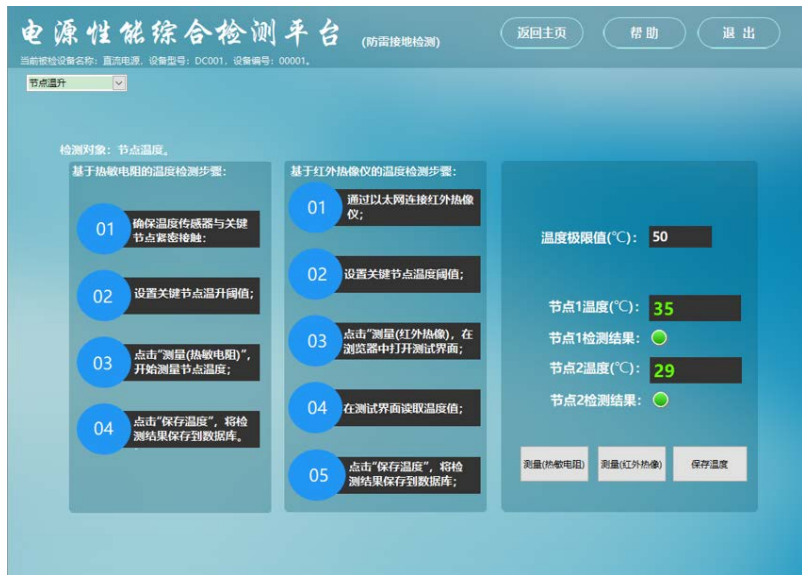 电源性能综合检测平台 (防雷接地检测)
返回主页 帮助 退出
当前被检设备名称：直流电源，设备型号：DC001，设备编号：00001。
节点温升
检测对象：节点温度。
基于热敏电阻的温度检测步骤：
01 确保温度传感器与关键
节点紧密接触：
02 设置关键节点温升阈值；
03 点击“测量(热敏电阻)”，
开始测量节点温度；
04 点击“保存温度”，将检
测结果保存到数据库。
基于红外热像仪的温度检测步骤：
01 通过以太网连接红外热像
仪；
02 设置关键节点温度阈值；
03 点击“测量(红外热像)，在
浏览器中打开测试界面；
04 在测试界面读取温度值；
05 点击“保存温度”，将检
测结果保存到数据库；
温度极限值(℃)： 50
节点1温度(℃)： 35
节点1检测结果：
节点2温度(℃)： 29
节点2检测结果：
测量(热敏电阻) 测量(红外热像) 保存温度